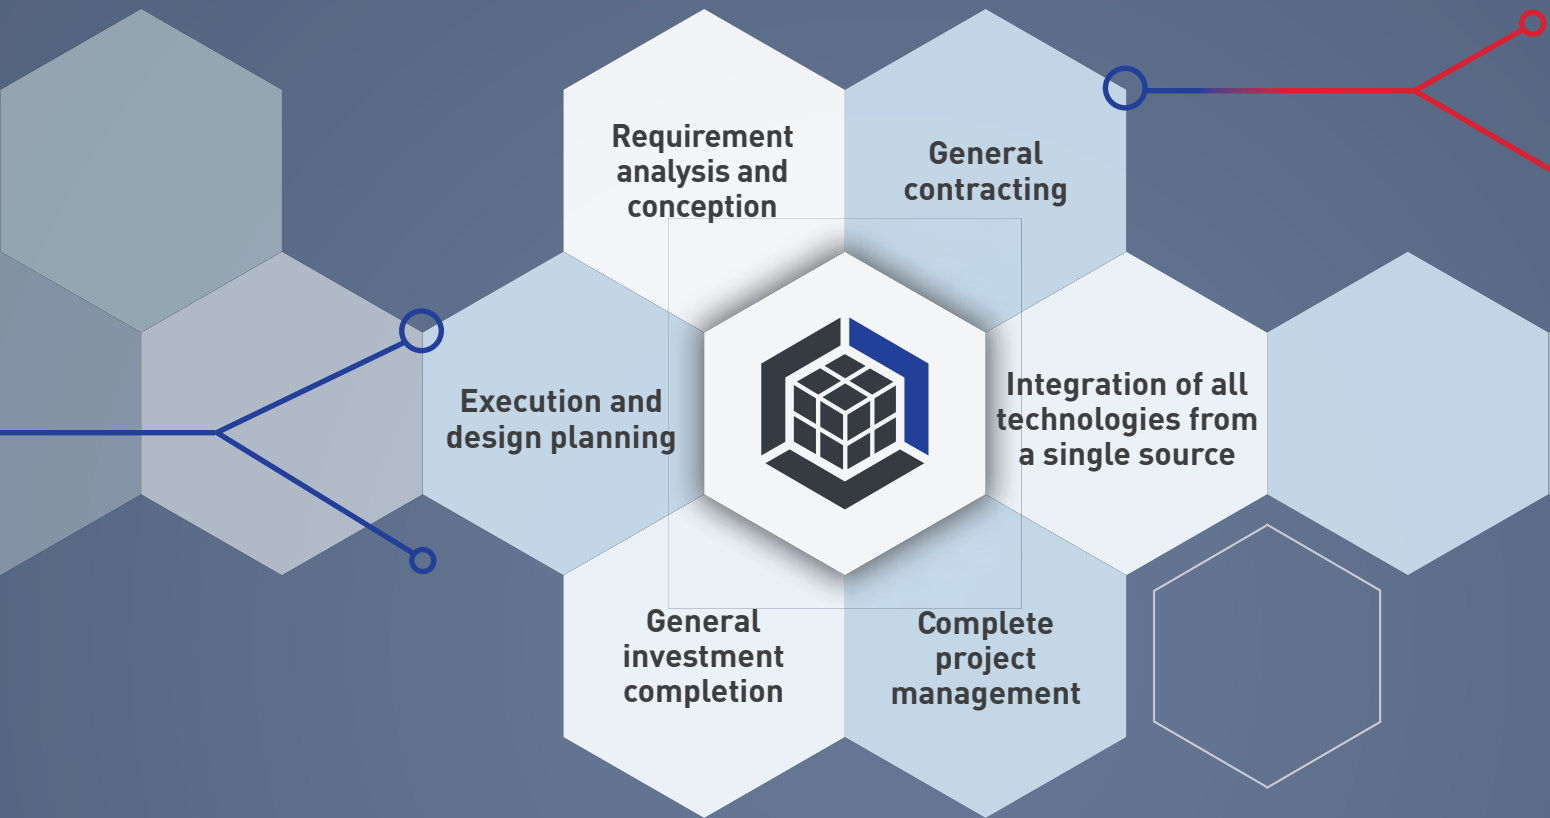 Requirement
analysis and
conception
General
contracting
Execution and
design planning
Integration of all
technologies from
a single source
General
investment
completion
Complete
project
management